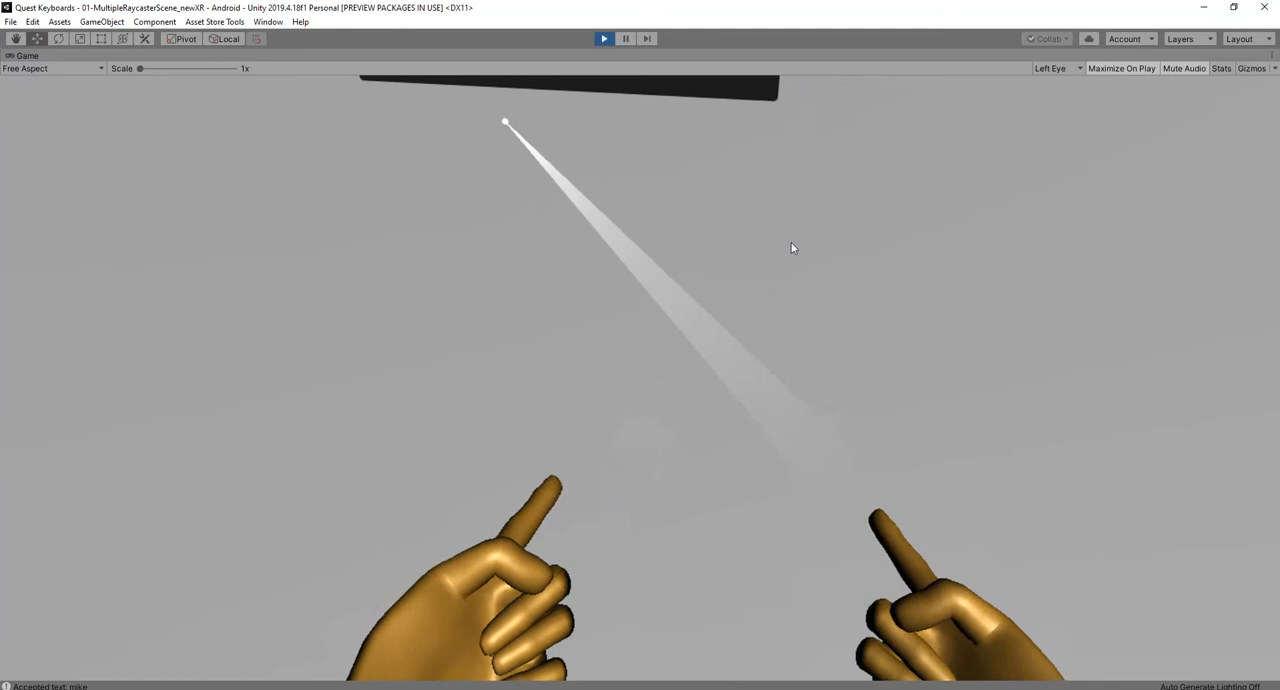 Quest Keyboards - 01-MultipleRaycasterScene_newXR - Android - Unity 2019.4.18f1 Personal [PREVIEW PACKAGES IN USE] <DX11>
File Edit Assets GameObject Component Asset Store Tools Window Help
Pivot Local Collab Account Layers Layout
Game
Free Aspect Scale 1x Left Eye Maximize On Play Mute Audio Stats Gizmos
Accepted text: mike Auto Generate Lighting Off